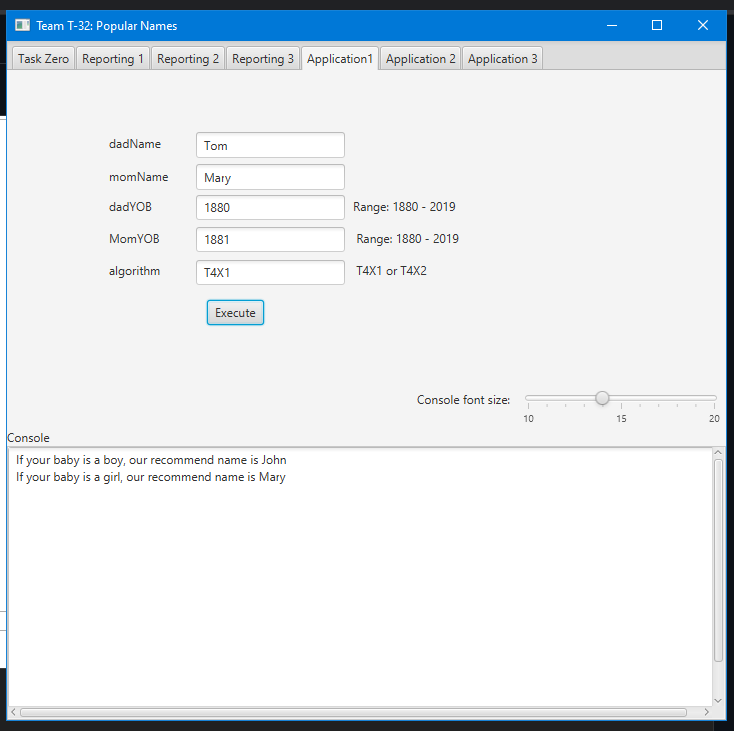 Team T-32: Popular Names
Task Zero Reporting 1 Reporting 2 Reporting 3 Application1 Application 2 Application 3
dadName Tom
momName Mary
dadYOB 1880 Range: 1880 - 2019
MomYOB 1881 Range: 1880 - 2019
algorithm T4X1 T4X1 or T4X2
Execute
Console font size:
10 15 20
Console
If your baby is a boy, our recommend name is John
If your baby is a girl, our recommend name is Mary